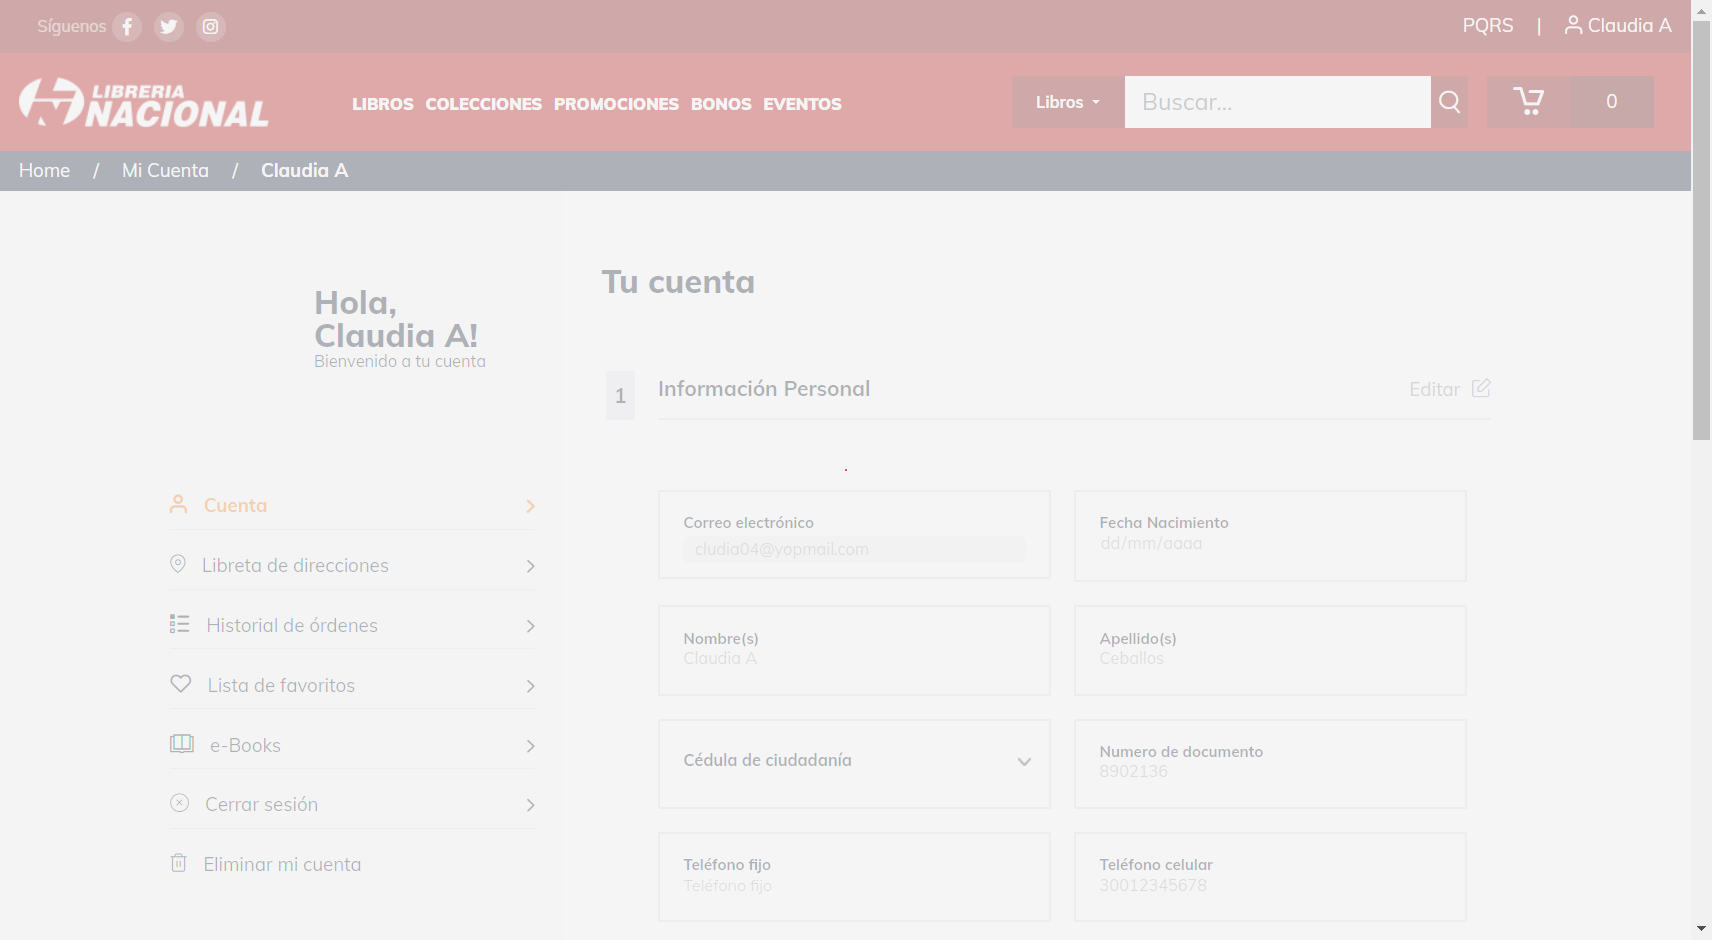 Síguenos
PQRS | Claudia A
LIBRERIA
NACIONAL
LIBROS COLECCIONES PROMOCIONES BONOS EVENTOS
Libros
Buscar...
0
Home / Mi Cuenta / Claudia A
Hola,
Claudia A!
Bienvenido a tu cuenta
Cuenta
Libreta de direcciones
Historial de órdenes
Lista de favoritos
e-Books
Cerrar sesión
Eliminar mi cuenta
Tu cuenta
1 Información Personal
Editar
Correo electrónico
cludia04@yopmail.com
Fecha Nacimiento
dd/mm/aaaa
Nombre(s)
Claudia A
Apellido(s)
Ceballos
Cédula de ciudadanía
Numero de documento
8902136
Teléfono fijo
Teléfono fijo
Teléfono celular
30012345678